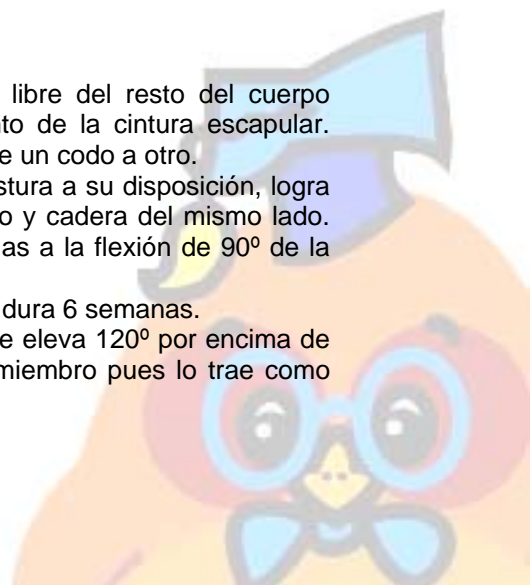 libre del resto del cuerpo
to de la cintura escapular.
e un codo a otro.
stura a su disposición, logra
o y cadera del mismo lado.
as a la flexión de 90º de la
dura 6 semanas.
e eleva 120º por encima de
miembro pues lo trae como